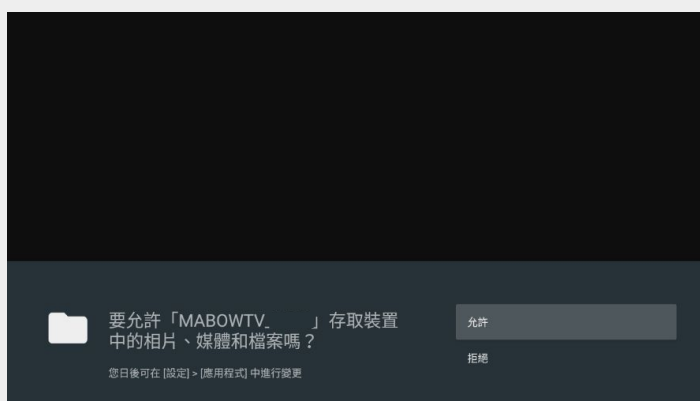 要允許「MABOWTV_ 」存取裝置
中的相片、媒體和檔案嗎？
您日後可在 [設定] > [應用程式] 中進行變更
允許
拒絕